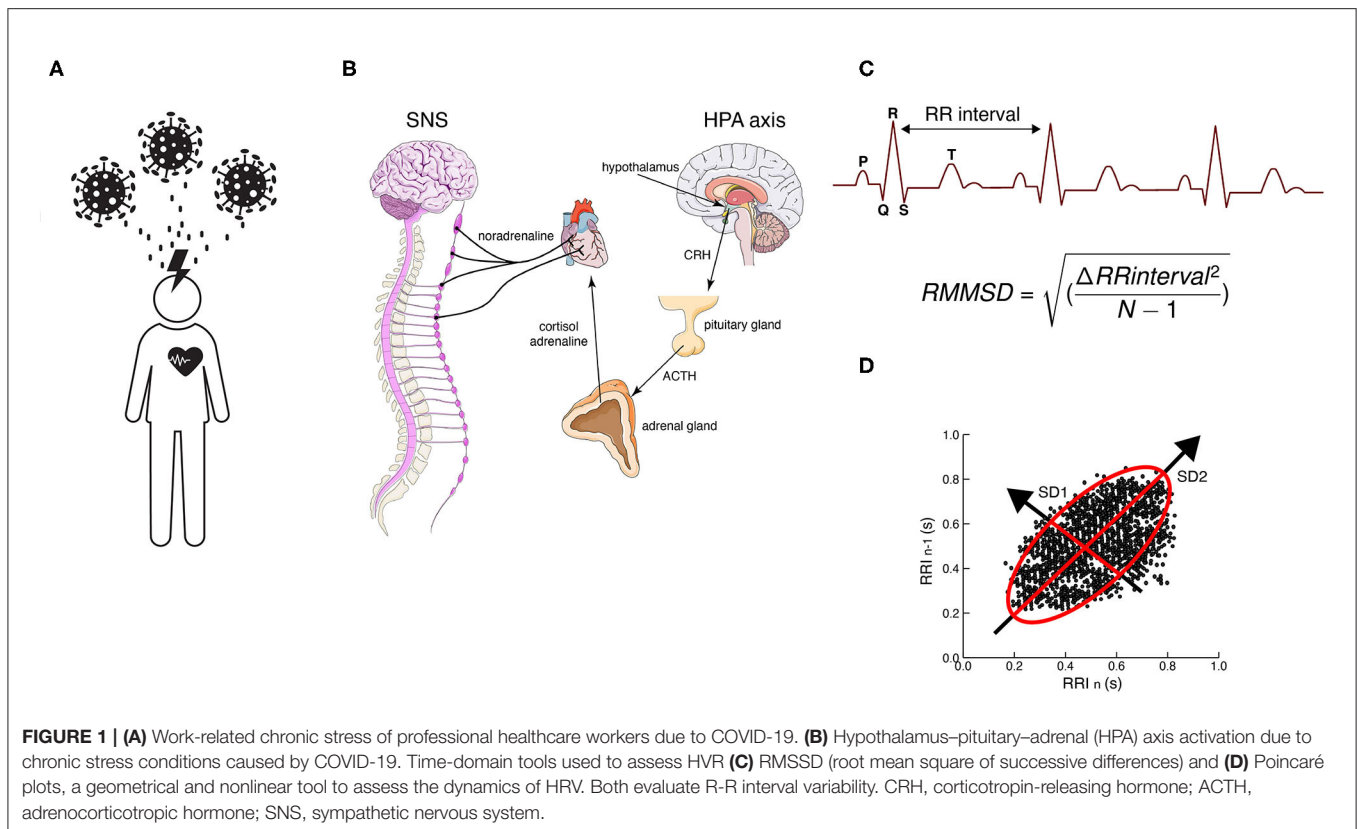 A
B
C
SNS
HPA axis
hypothalamus
noradrenaline
CRH
cortisol
adrenaline
pituitary gland
ACTH
adrenal gland
R
RR interval
P
T
Q
S
RMMSD = √(ΔRRinterval²/N − 1)
D
1.0
0.8
0.6
0.4
0.2
0.0
RRI n-1 (s)
SD1
SD2
0.0 0.2 0.4 0.6 0.8 1.0
RRI n (s)
FIGURE 1 | (A) Work-related chronic stress of professional healthcare workers due to COVID-19. (B) Hypothalamus–pituitary–adrenal (HPA) axis activation due to
chronic stress conditions caused by COVID-19. Time-domain tools used to assess HVR (C) RMSSD (root mean square of successive differences) and (D) Poincaré
plots, a geometrical and nonlinear tool to assess the dynamics of HRV. Both evaluate R-R interval variability. CRH, corticotropin-releasing hormone; ACTH,
adrenocorticotropic hormone; SNS, sympathetic nervous system.